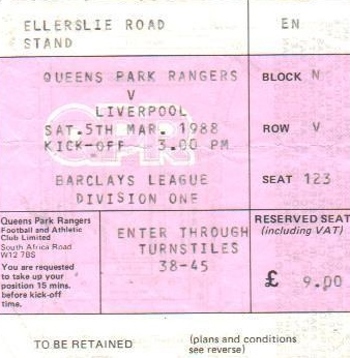 ELLERSLIE ROAD
STAND
EN
QUEENS PARK RANGERS
V
LIVERPOOL
SAT.5TH MAR. 1988
KICK-OFF - 3.00 PM
BARCLAYS LEAGUE
DIVISION ONE
QPR
BLOCK N
ROW V
SEAT 123
Queens Park Rangers
Football and Athletic
Club Limited
South Africa Road
W12 7BS
You are requested
to take up your
position 15 mins.
before kick-off
time.
ENTER THROUGH
TURNSTILES
38-45
RESERVED SEAT
(including VAT)
£ 9.00
TO BE RETAINED
(plans and conditions
see reverse)